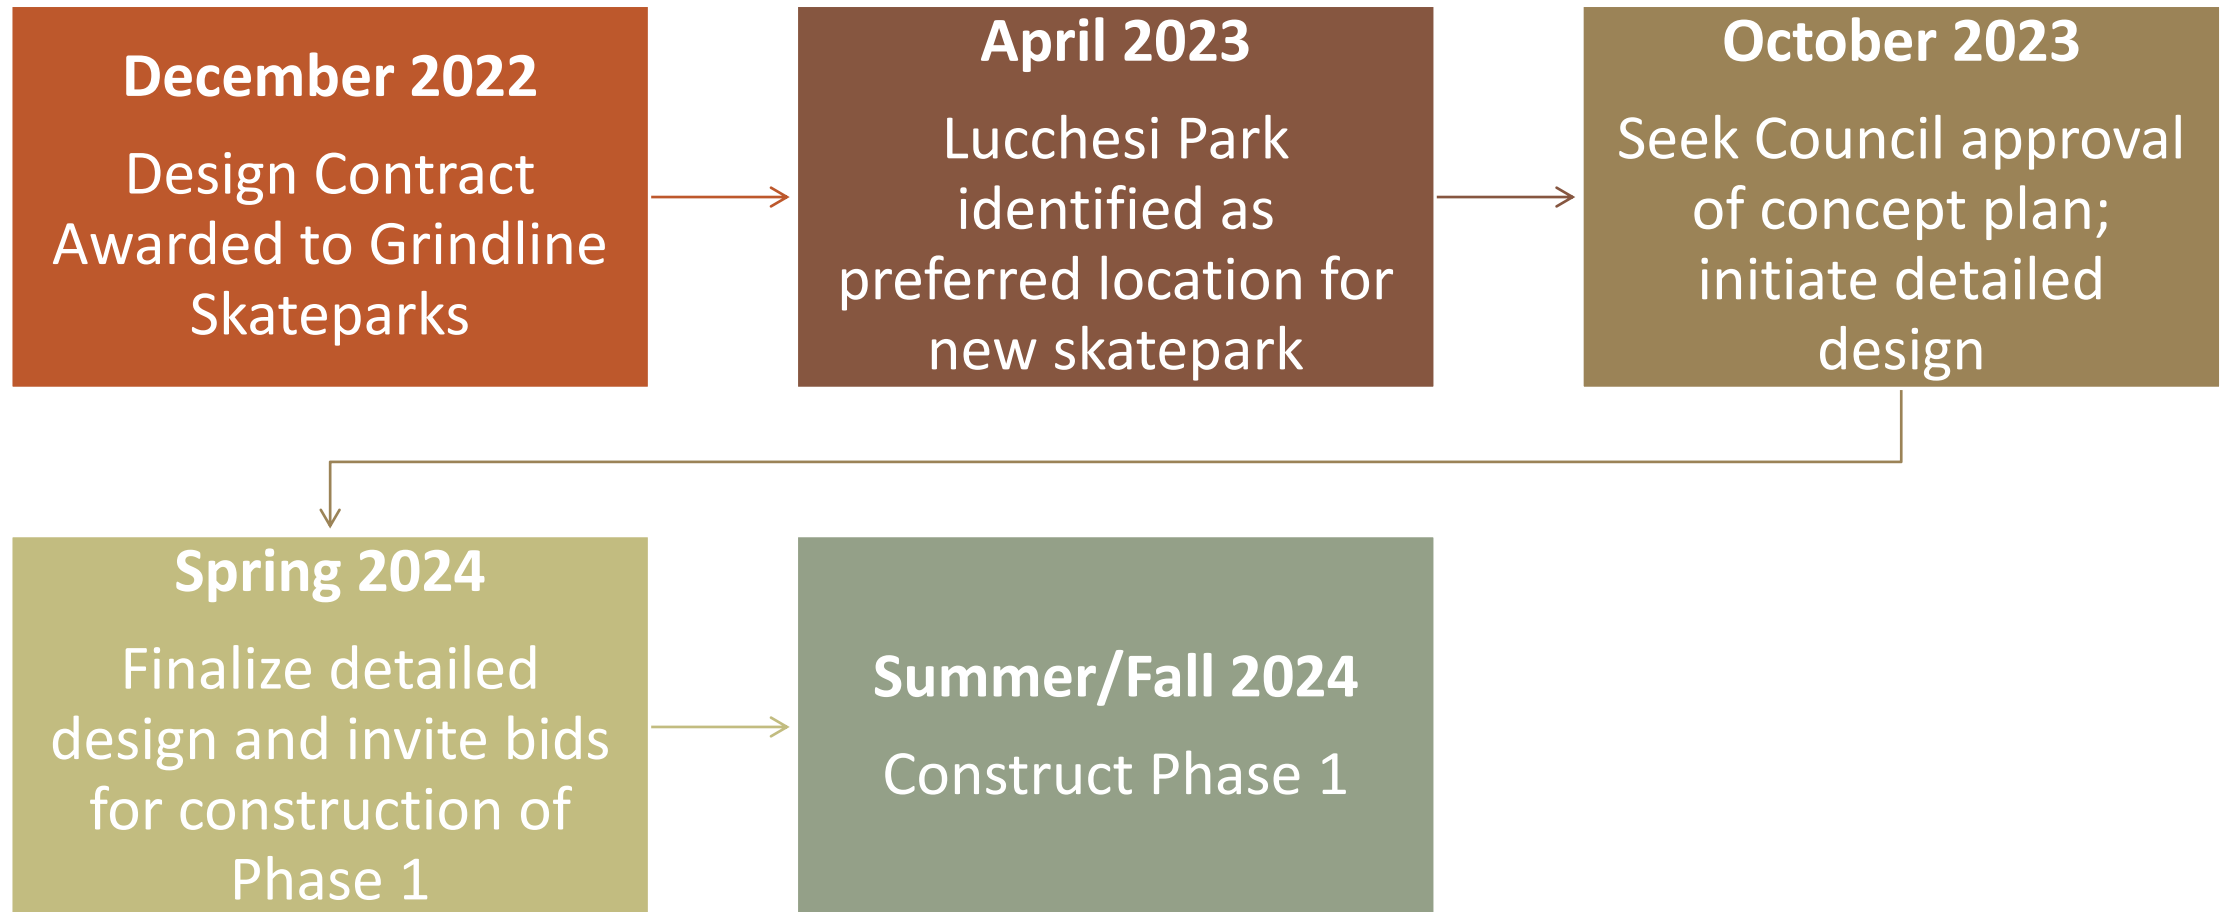 December 2022
Design Contract
Awarded to Grindline
Skateparks
April 2023
Lucchesi Park
identified as
preferred location for
new skatepark
October 2023
Seek Council approval
of concept plan;
initiate detailed
design
Spring 2024
Finalize detailed
design and invite bids
for construction of
Phase 1
Summer/Fall 2024
Construct Phase 1